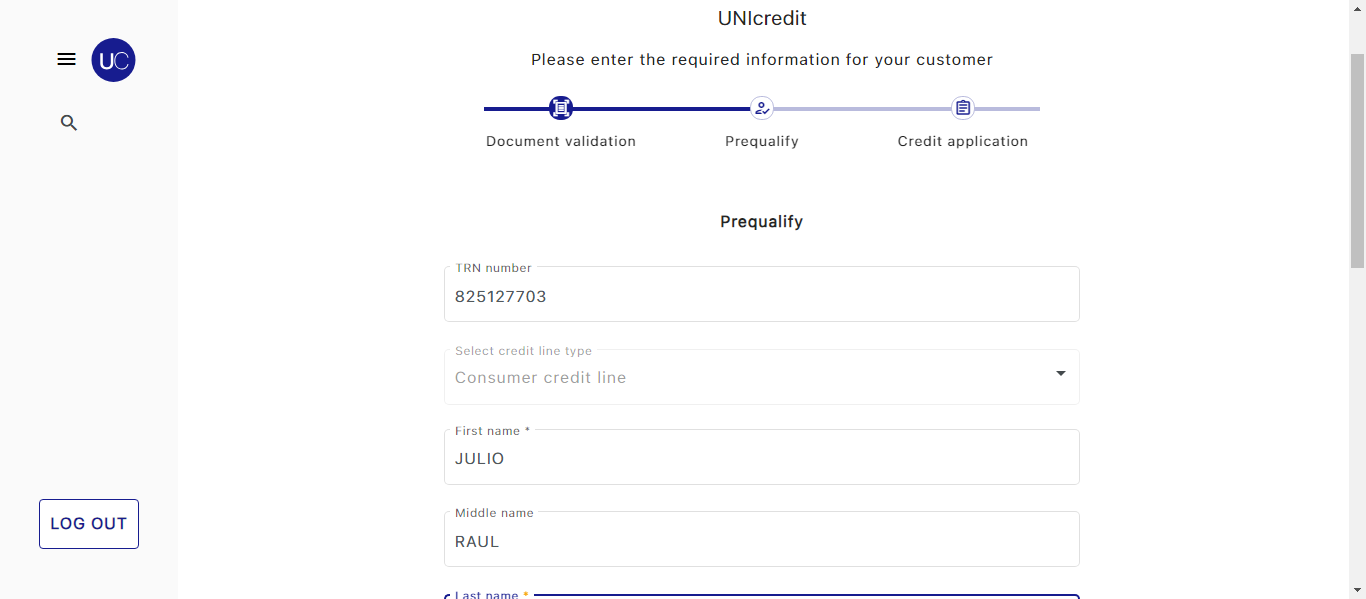 UNIcredit
UC
Please enter the required information for your customer
Document validation
Prequalify
Credit application
Prequalify
TRN number
825127703
Select credit line type
Consumer credit line
First name *
JULIO
Middle name
RAUL
LOG OUT
Last name *